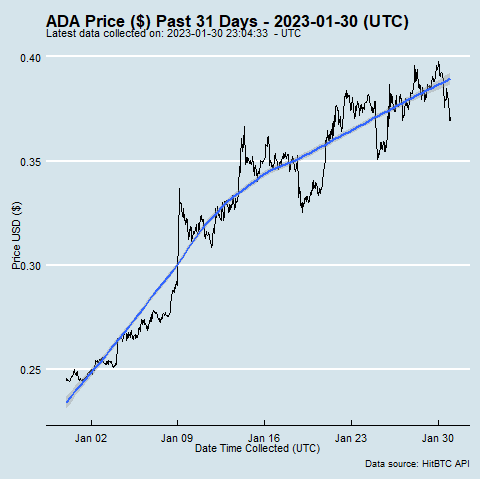 ADA Price ($) Past 31 Days - 2023-01-30 (UTC)
Latest data collected on: 2023-01-30 23:04:33 - UTC
0.40
0.35
0.30
0.25
Price USD ($)
Jan 02 Jan 09 Jan 16 Jan 23 Jan 30
Date Time Collected (UTC)
Data source: HitBTC API